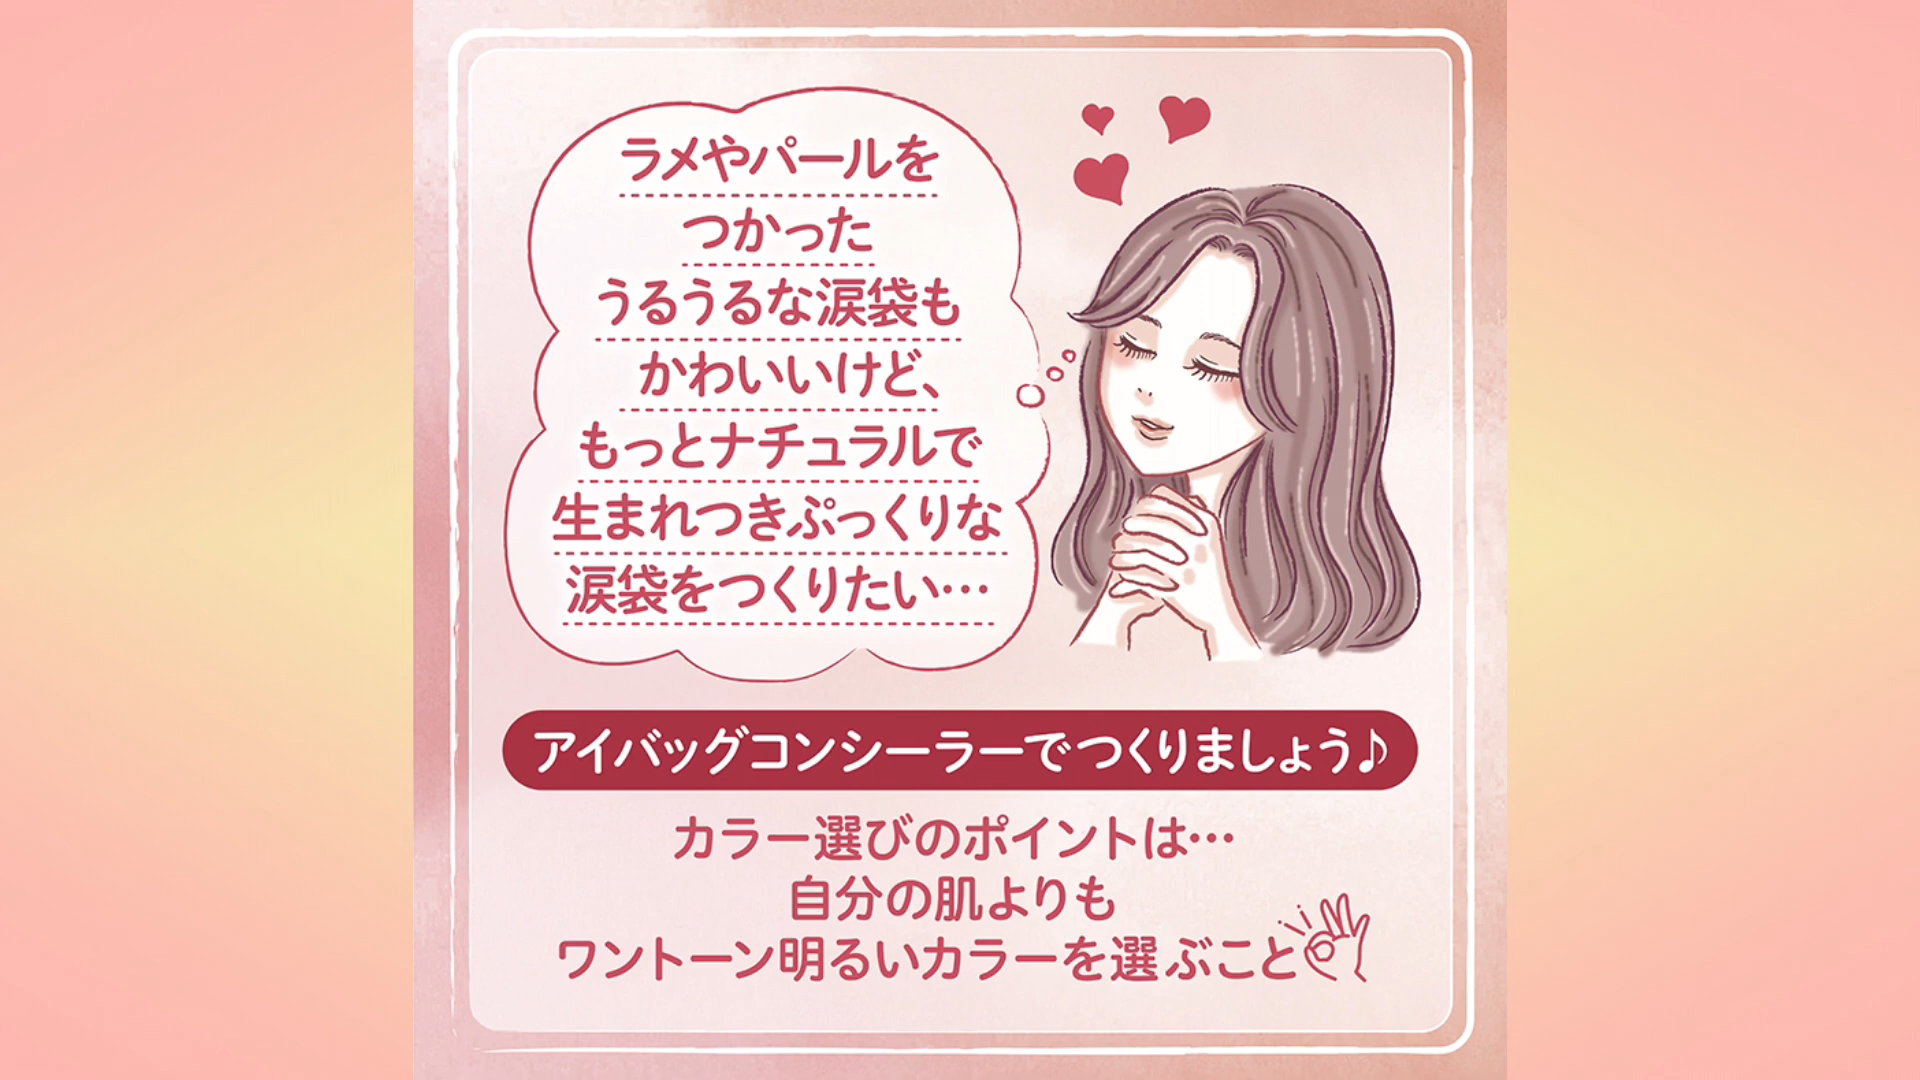 ラメやパールを
つかった
うるうるな涙袋も
かわいいけど、
もっとナチュラルで
生まれつきぷっくりな
涙袋をつくりたい…
アイバッグコンシーラーでつくりましょう♪
カラー選びのポイントは…
自分の肌よりも
ワントーン明るいカラーを選ぶこと